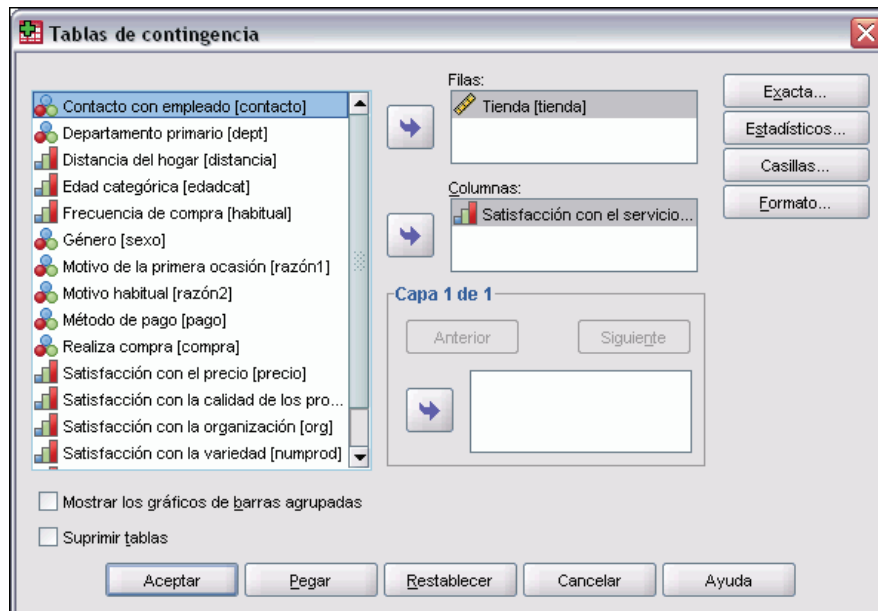 Tablas de contingencia
Contacto con empleado [contacto]
Departamento primario [dept]
Distancia del hogar [distancia]
Edad categórica [edadcat]
Frecuencia de compra [habitual]
Género [sexo]
Motivo de la primera ocasión [razón1]
Motivo habitual [razón2]
Método de pago [pago]
Realiza compra [compra]
Satisfacción con el precio [precio]
Satisfacción con la calidad de los pro...
Satisfacción con la organización [org]
Satisfacción con la variedad [numprod]
Filas:
Tienda [tienda]
Columnas:
Satisfacción con el servicio...
Capa 1 de 1
Anterior
Siguiente
Exacta...
Estadísticos...
Casillas...
Formato...
Mostrar los gráficos de barras agrupadas
Suprimir tablas
Aceptar
Pegar
Restablecer
Cancelar
Ayuda